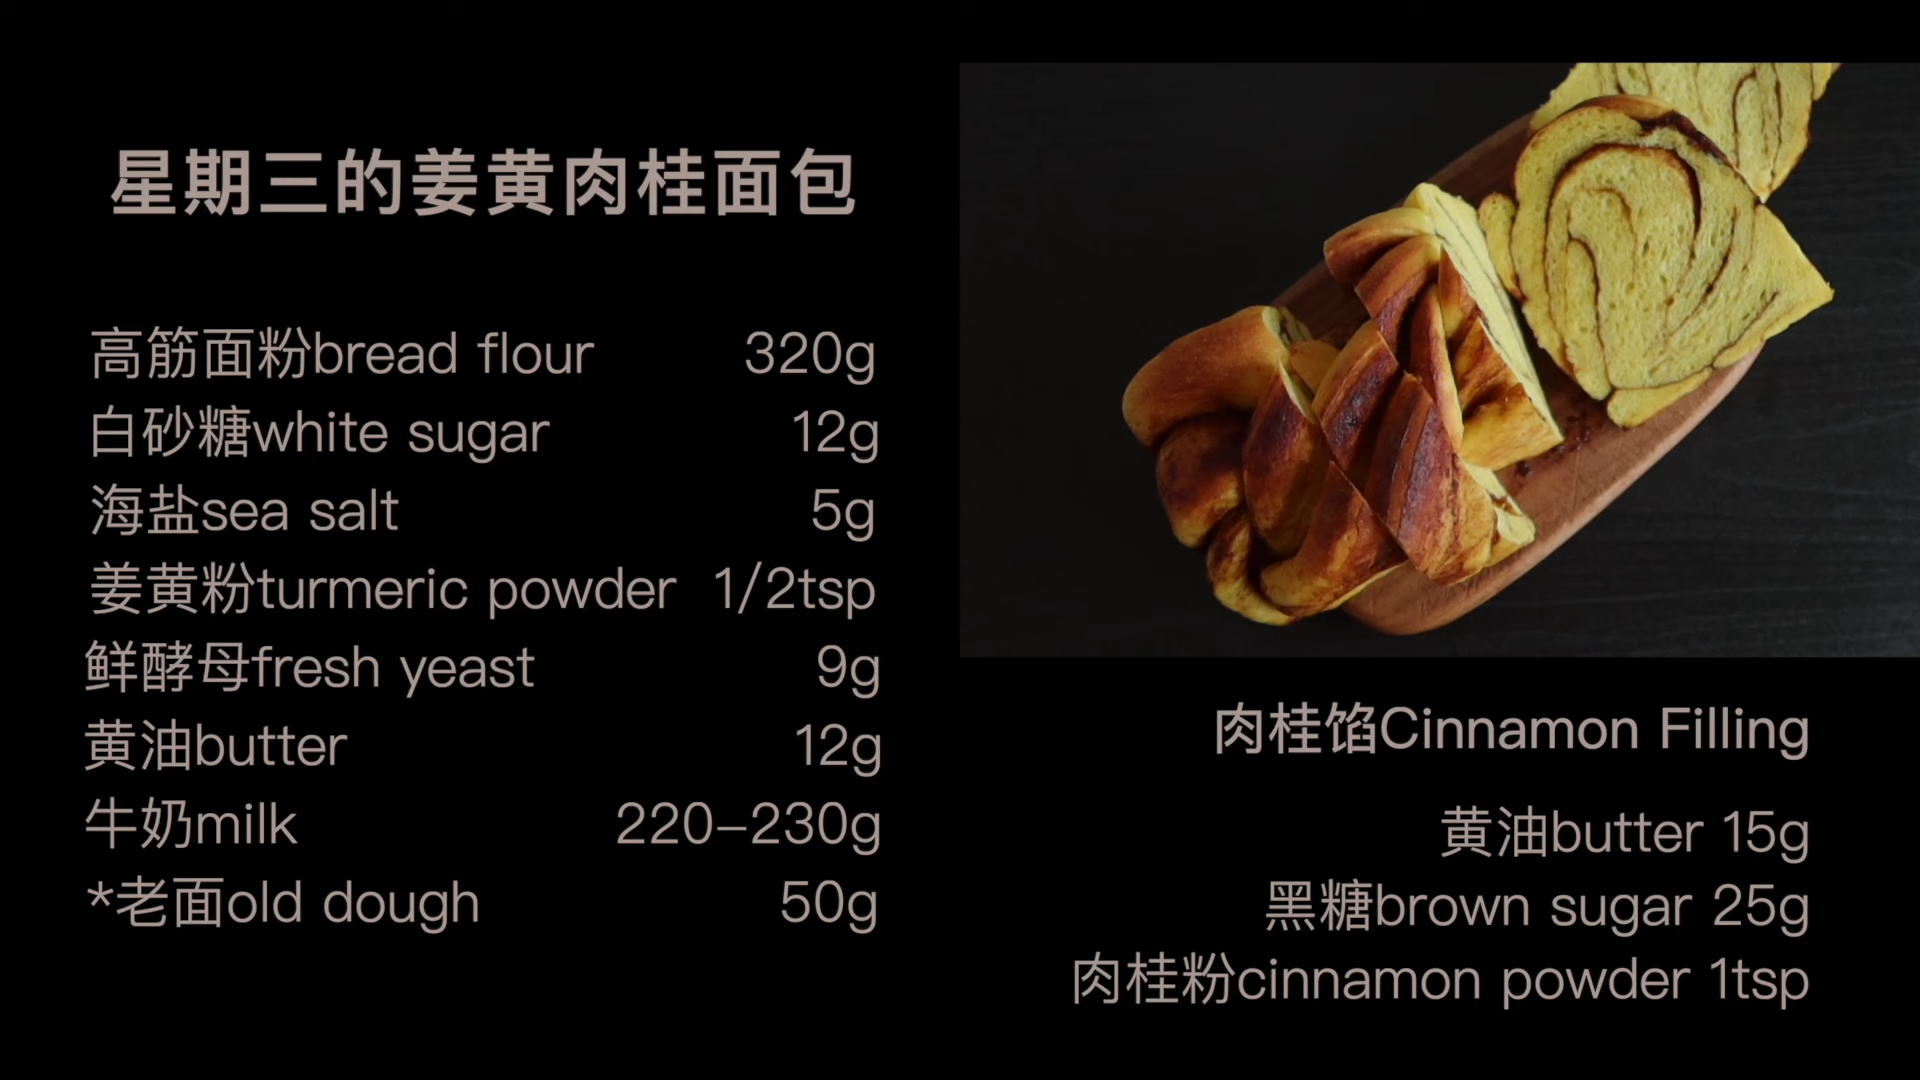 星期三的姜黄肉桂面包
高筋面粉bread flour 320g
白砂糖white sugar 12g
海盐sea salt 5g
姜黄粉turmeric powder 1/2tsp
鲜酵母fresh yeast 9g
黄油butter 12g
牛奶milk 220-230g
*老面old dough 50g
肉桂馅Cinnamon Filling
黄油butter 15g
黑糖brown sugar 25g
肉桂粉cinnamon powder 1tsp